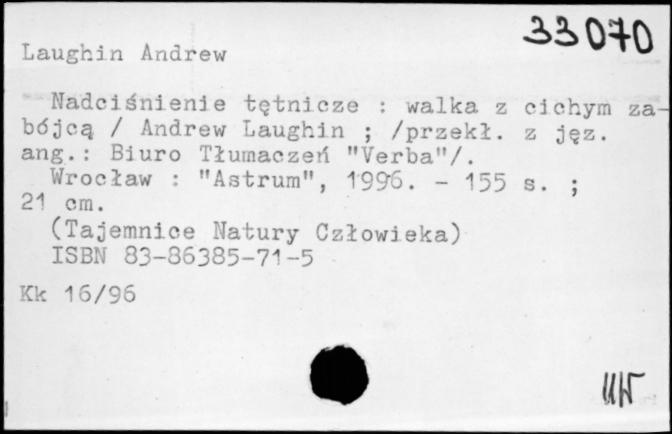 33070
Laughin Andrew
Nadciśnienie tętnicze : walka z cichym za-
bójcą / Andrew Laughin ; /przekł. z jęz.
ang.: Biuro Tłumaczeń "Verba"/.
Wrocław : "Astrum", 1996. - 155 s. ;
21 cm.
(Tajemnice Natury Człowieka)
ISBN 83-86385-71-5
Kk 16/96